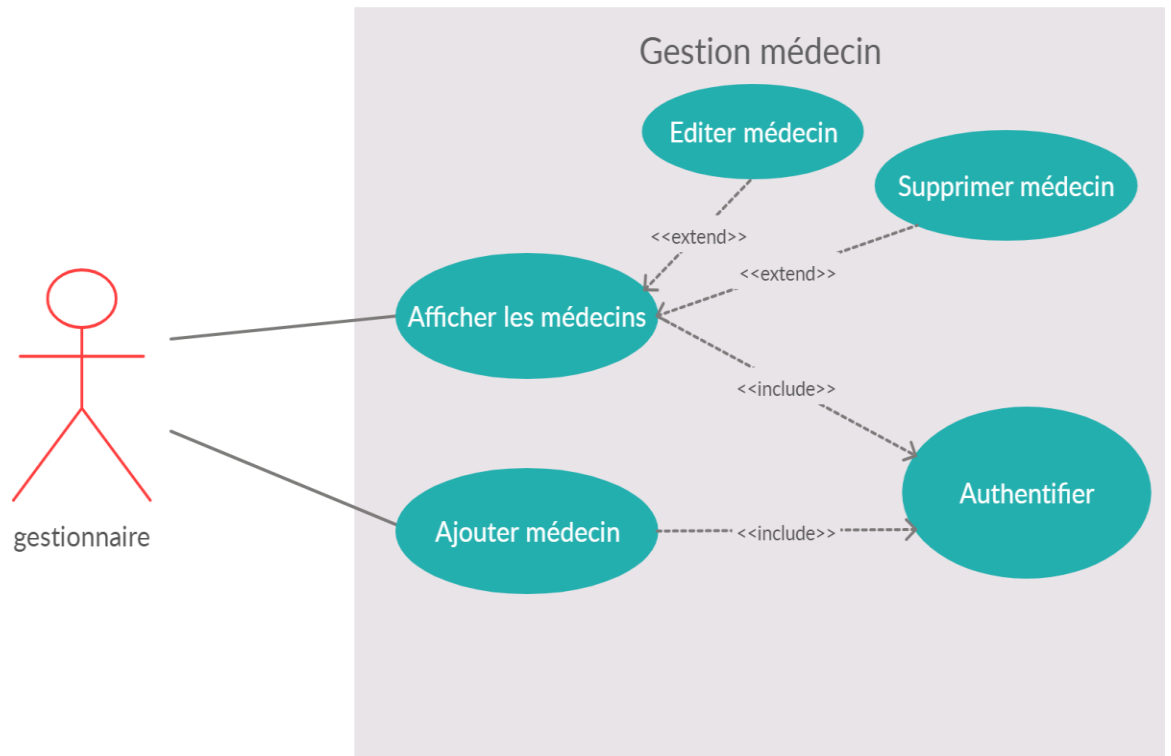 Gestion médecin
Editer médecin
Supprimer médecin
<<extend>>
<<extend>>
Afficher les médecins
<<include>>
Authentifier
Ajouter médecin
<<include>>
gestionnaire